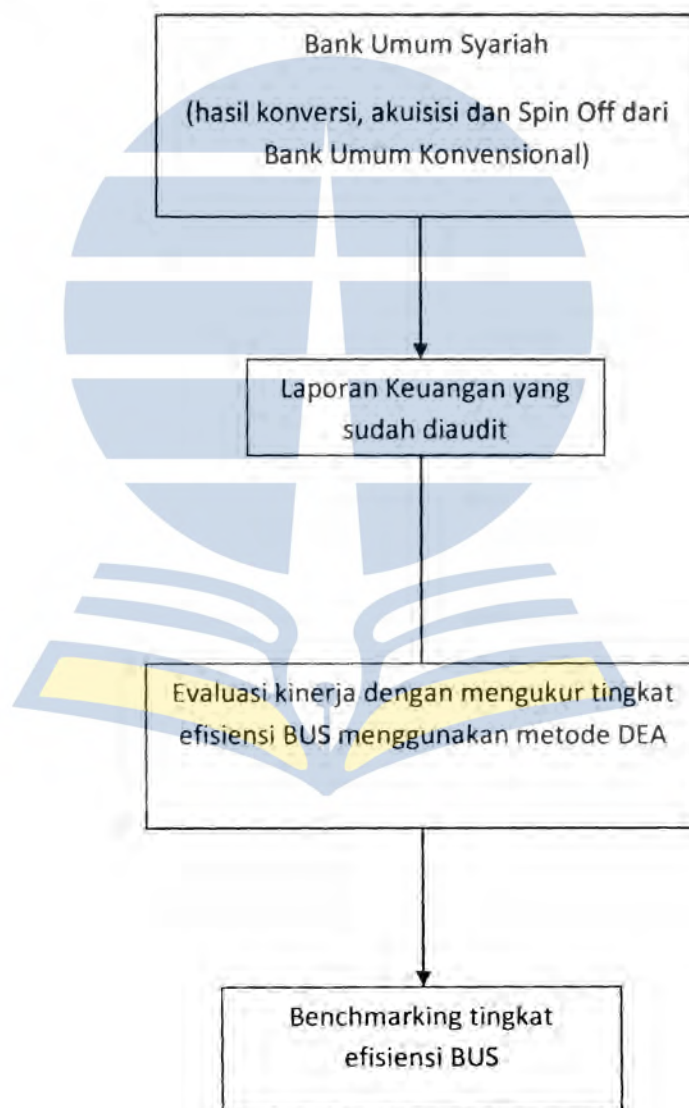 Bank Umum Syariah
(hasil konversi, akuisisi dan Spin Off dari
Bank Umum Konvensional)
Laporan Keuangan yang
sudah diaudit
Evaluasi kinerja dengan mengukur tingkat
efisiensi BUS menggunakan metode DEA
Benchmarking tingkat
efisiensi BUS